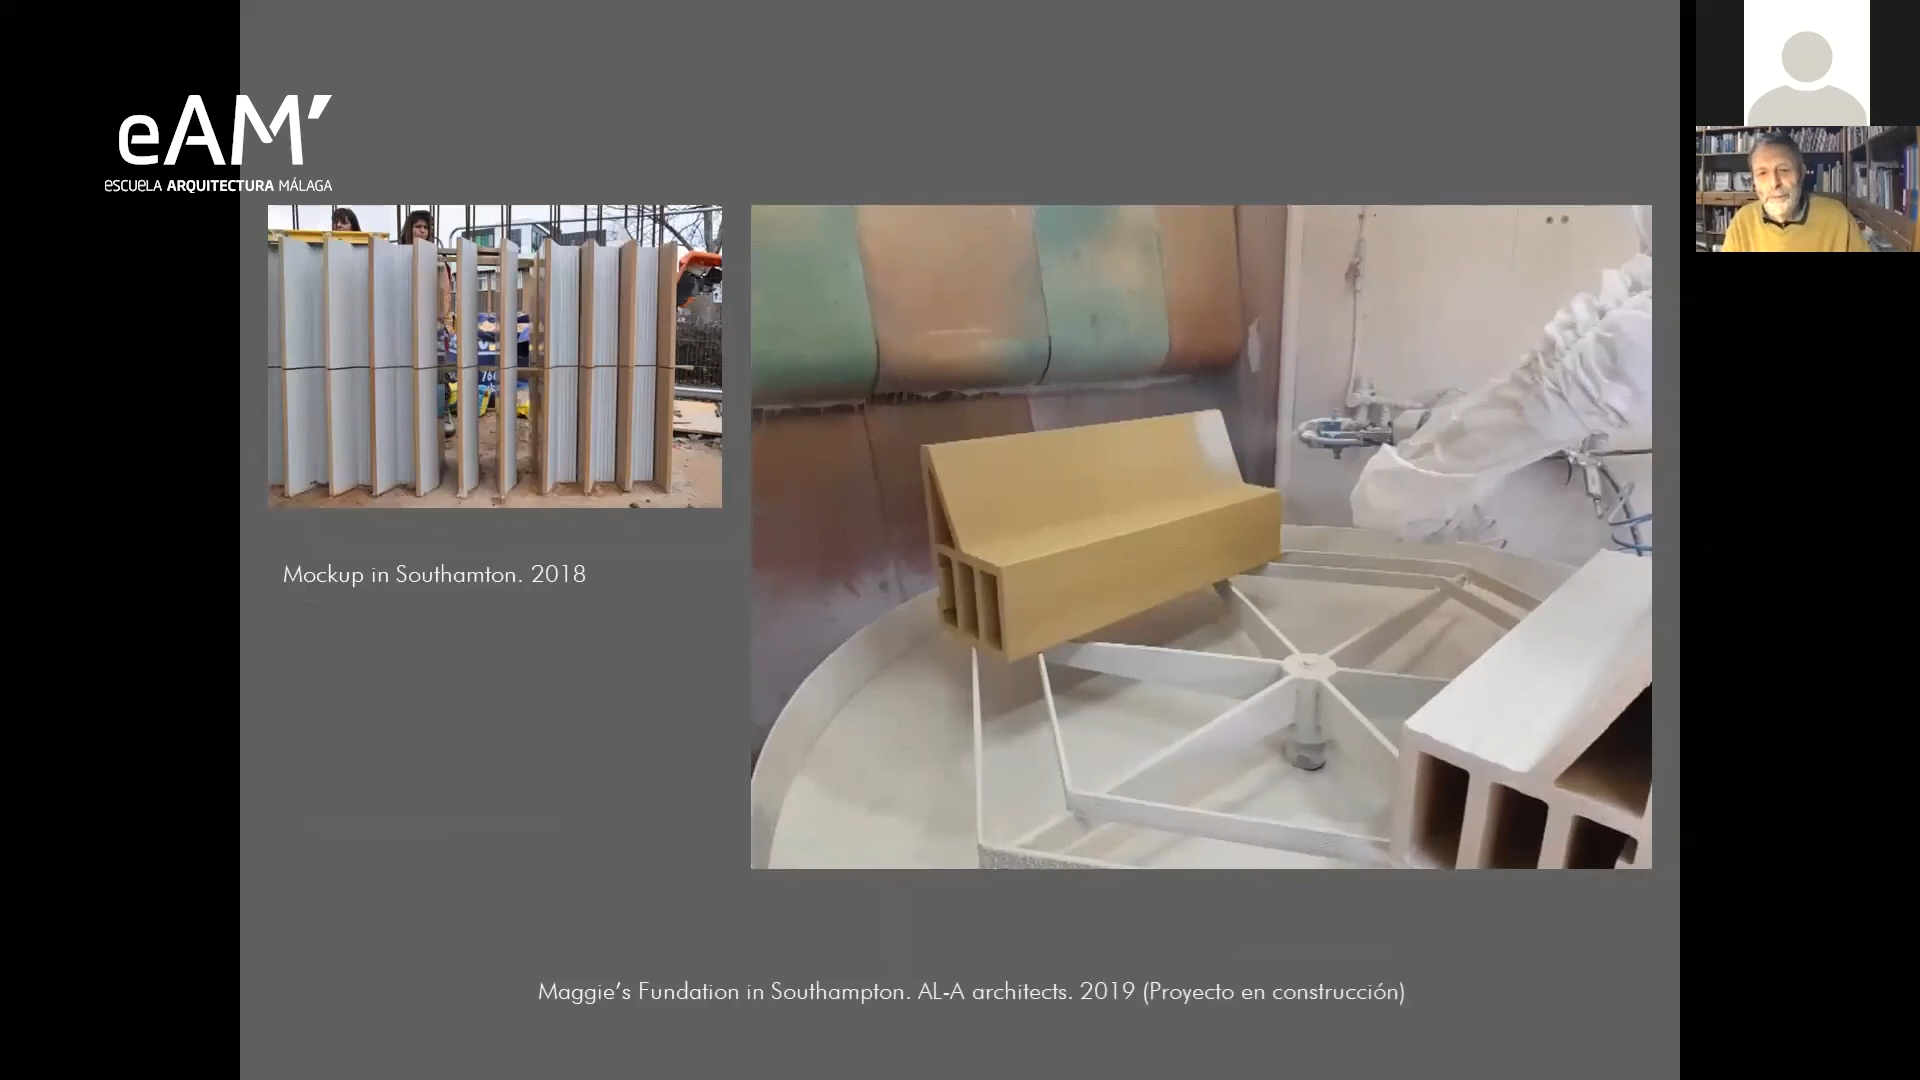 eAM'
ESCUELA ARQUITECTURA MÁLAGA
Mockup in Southamton. 2018
Maggie's Fundation in Southampton. AL-A architects. 2019 (Proyecto en construcción)